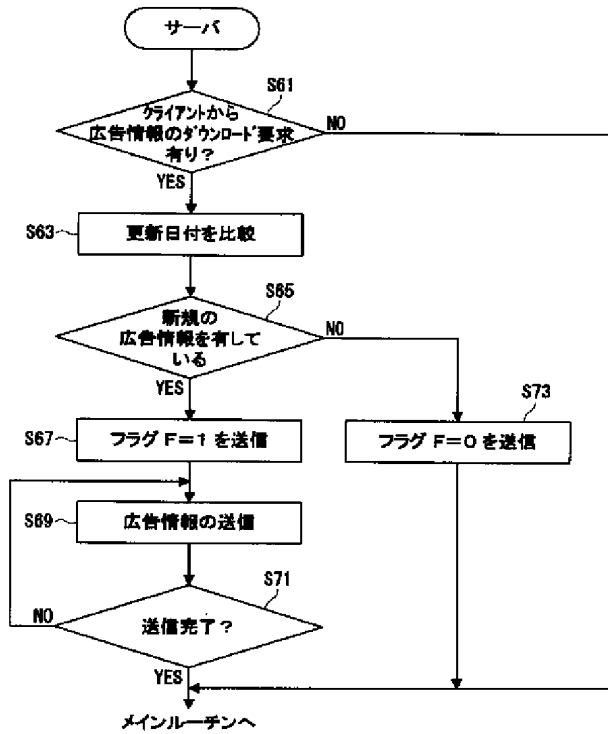 サーバ
S61
クライアントから
広告情報のダウンロード要求
有り?
NO
YES
S63
更新日付を比較
S65
新規の
広告情報を有して
いる
NO
YES
S67
フラグ F=1 を送信
S73
フラグ F=0 を送信
S69
広告情報の送信
S71
送信完了?
NO
YES
メインルーチンへ